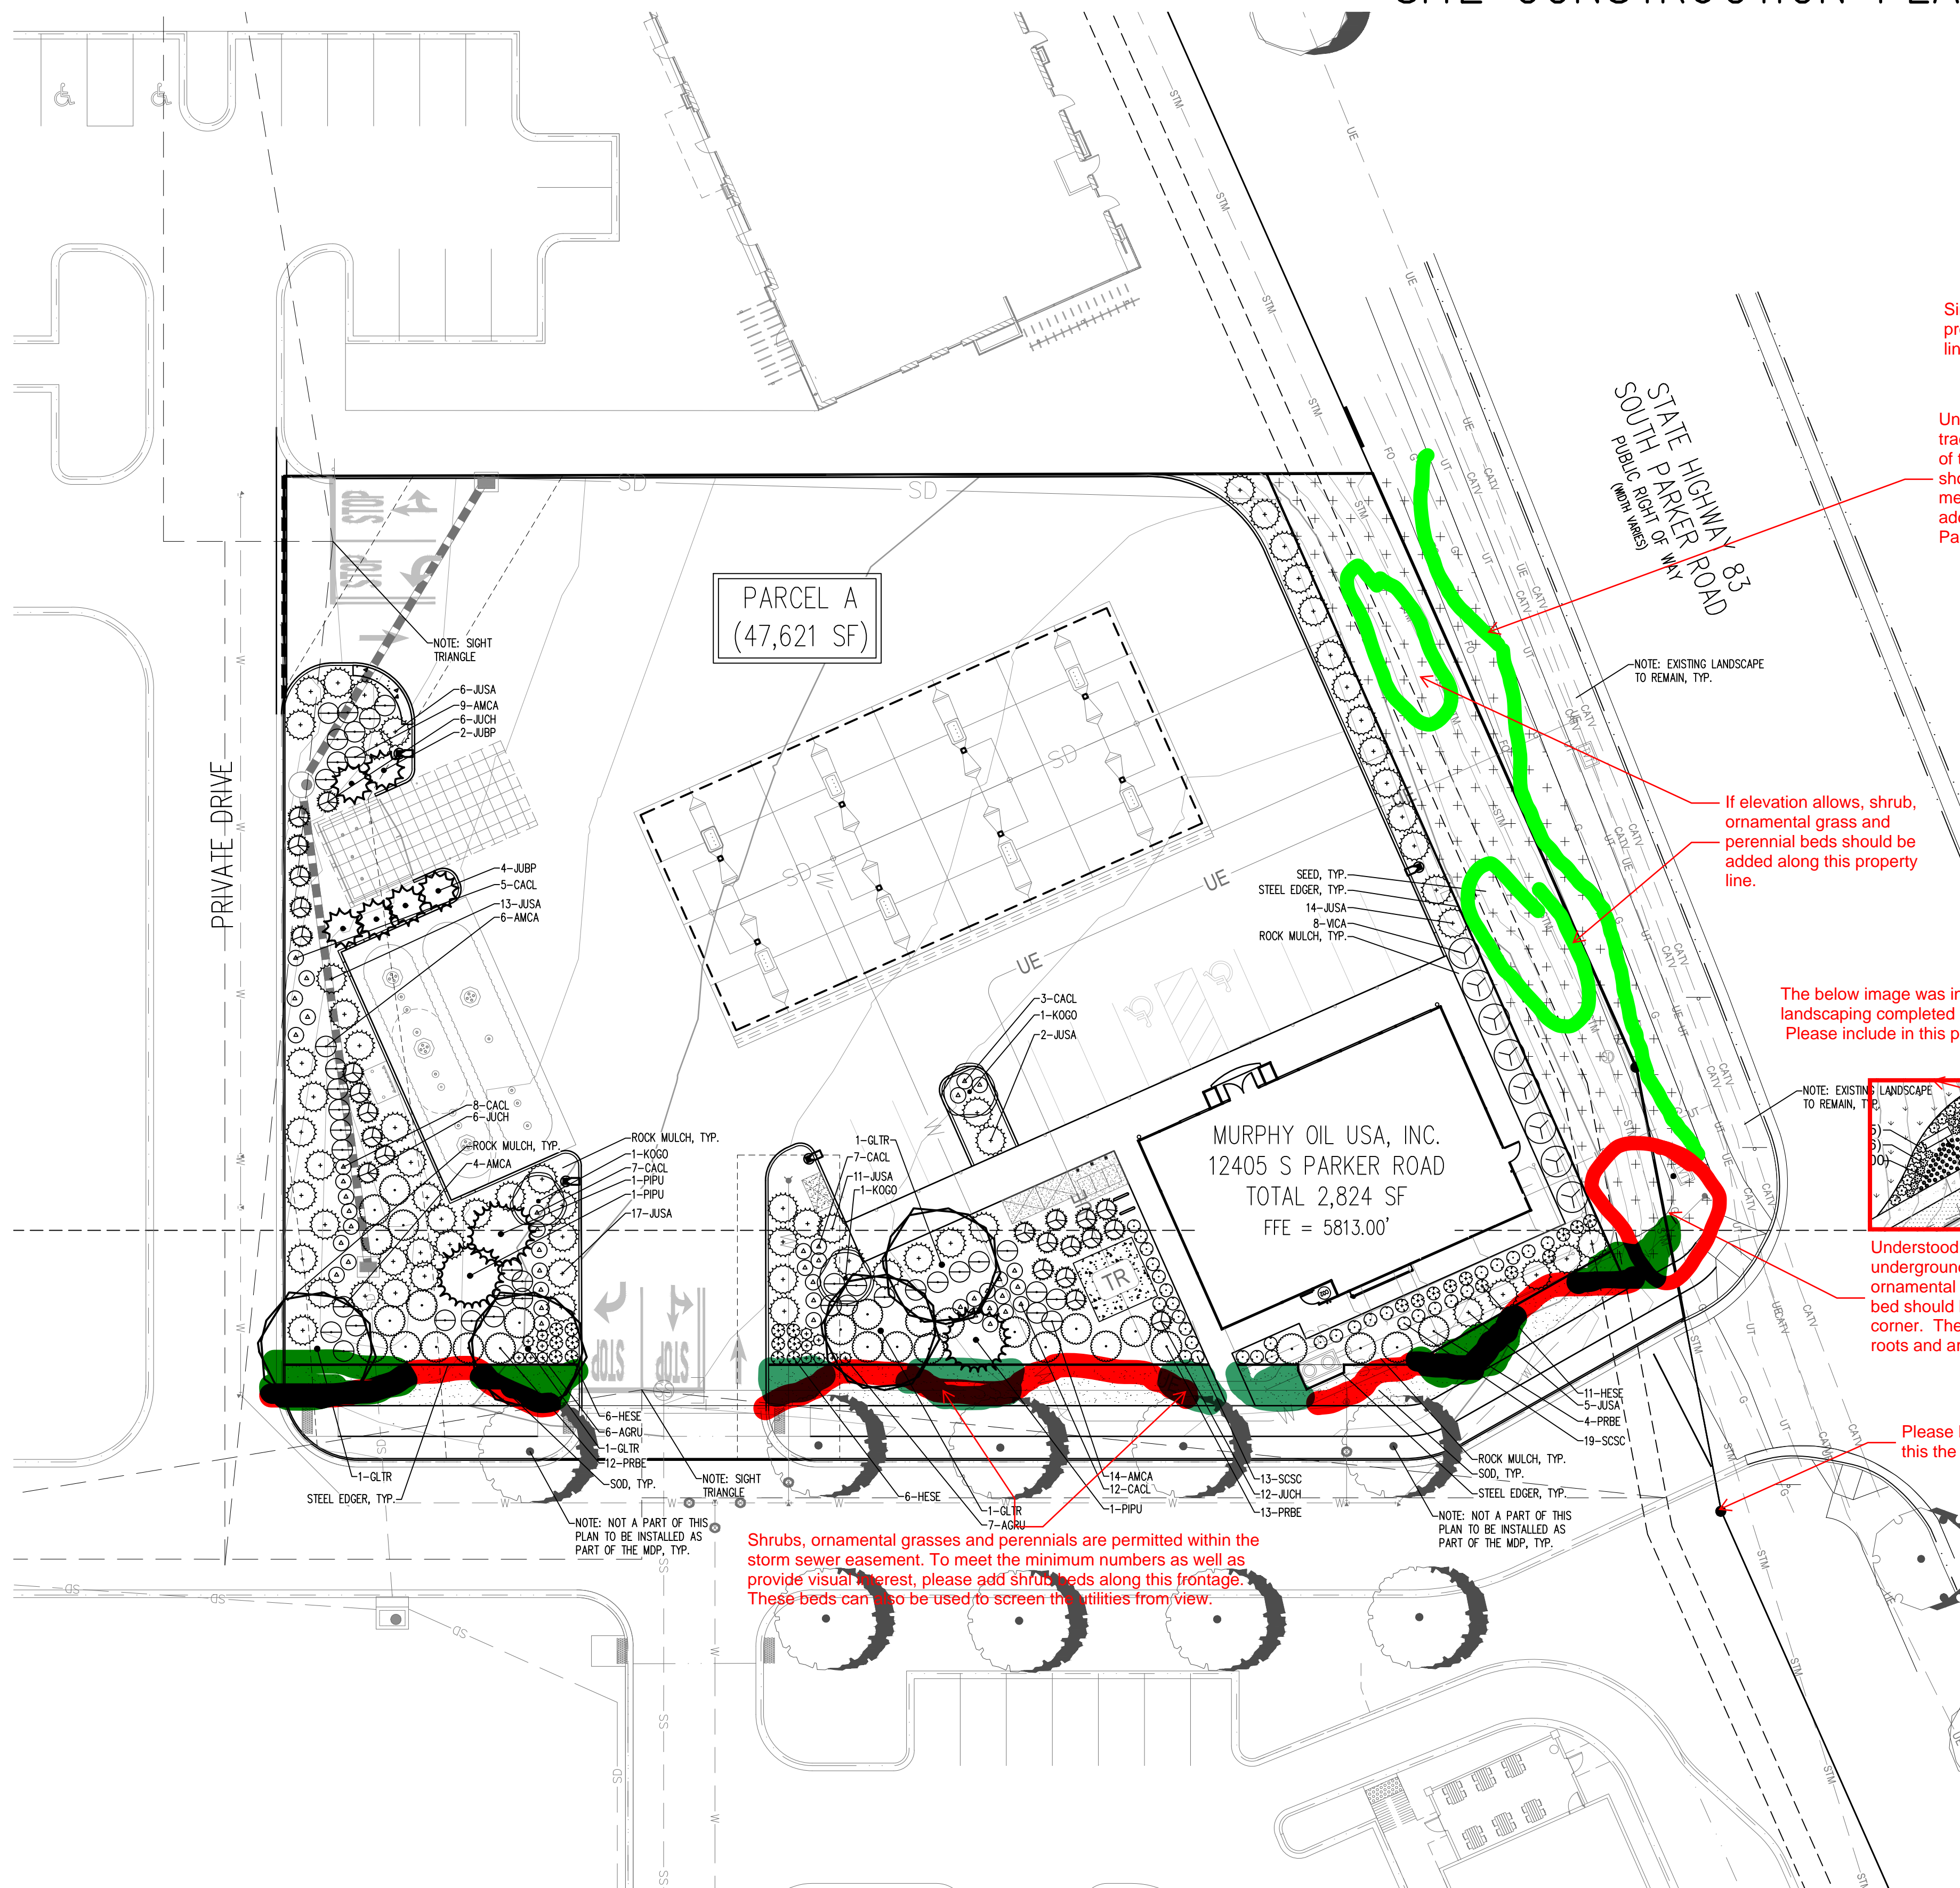 PARCEL A
(47,621 SF)
STATE HIGHWAY 83
SOUTH PARKER ROAD
PUBLIC RIGHT OF WAY
(WIDTH VARIES)
NOTE: SIGHT
TRIANGLE
NOTE: EXISTING LANDSCAPE
TO REMAIN, TYP.
6-JUSA
9-AMCA
6-JUCH
2-JUBP
PRIVATE DRIVE
If elevation allows, shrub,
ornamental grass and
perennial beds should be
added along this property
line.
4-JUBP
5-CACL
13-JUSA
6-AMCA
SEED, TYP.
STEEL EDGER, TYP.
14-JUSA
8-VICA
ROCK MULCH, TYP.
3-CACL
1-KOGO
2-JUSA
The below image was
landscaping completed
Please include in this
NOTE: EXISTING LANDSCAPE
TO REMAIN, TYP.
8-CACL
6-JUCH
ROCK MULCH, TYP.
4-AMCA
ROCK MULCH, TYP.
1-KOGO
7-CACL
1-PIPU
1-PIPU
17-JUSA
1-GLTR
7-CACL
11-JUSA
1-KOGO
MURPHY OIL USA, INC.
12405 S PARKER ROAD
TOTAL 2,824 SF
FFE = 5813.00'
TR
Understood
underground
ornamental
bed should
corner.
roots and
STOP
STOP
STOP
STOP
1-GLTR
STEEL EDGER, TYP.
6-HESE
6-AGRU
1-GLTR
12-PRBE
SOD, TYP.
NOTE: NOT A PART OF THIS
PLAN TO BE INSTALLED AS
PART OF THE MDP, TYP.
NOTE: SIGHT
TRIANGLE
6-HESE
1-GLTR
7-AGRU
14-AMCA
12-CACL
1-PIPU
13-SCSC
12-JUCH
13-PRBE
11-HESE
5-JUSA
4-PRBE
19-SCSC
ROCK MULCH, TYP.
SOD, TYP.
STEEL EDGER, TYP.
NOTE: NOT A PART OF THIS
PLAN TO BE INSTALLED AS
PART OF THE MDP, TYP.
Please
this the
Shrubs, ornamental grasses and perennials are permitted within the
storm sewer easement. To meet the minimum numbers as well as
provide visual interest, please add shrub beds along this frontage.
These beds can also be used to screen the utilities from view.
SD
SD
SD
UE
UE
W
STM
STM
STM
FO
G
UT
CATV
SS
SS